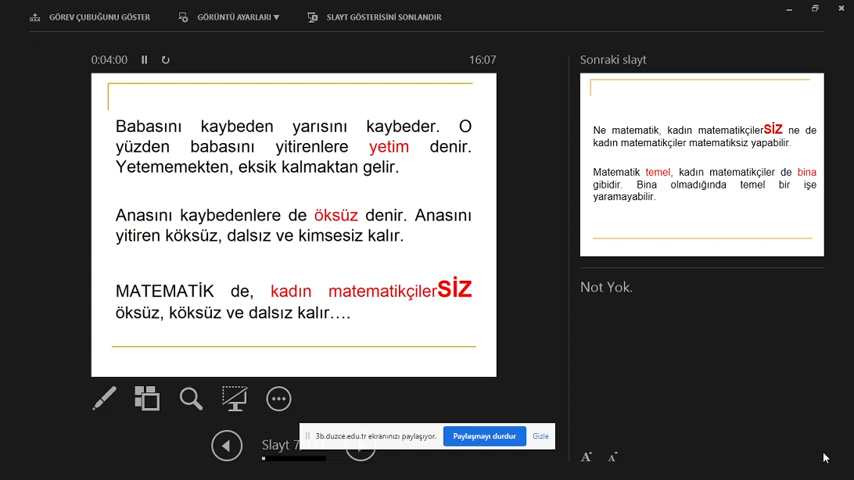 GÖREV ÇUBUĞUNU GÖSTER
GÖRÜNTÜ AYARLARI
SLAYT GÖSTERİSİNİ SONLANDIR
0:04:00
16:07
Babasını kaybeden yarısını kaybeder. O
yüzden babasını yitirenlere yetim denir.
Yetememekten, eksik kalmaktan gelir.
Anasını kaybedenlere de öksüz denir. Anasını
yitiren köksüz, dalsız ve kimsesiz kalır.
MATEMATİK de, kadın matematikçilerSİZ
öksüz, köksüz ve dalsız kalır….
Sonraki slayt
Ne matematik, kadın matematikçilerSİZ ne de
kadın matematikçiler matematiksiz yapabilir.
Matematik temel, kadın matematikçiler de bina
gibidir. Bina olmadığında temel bir işe
yaramayabilir.
Not Yok.
3b.duzce.edu.tr ekranınızı paylaşıyor.
Paylaşmayı durdur
Gizle
Slayt 7
A A